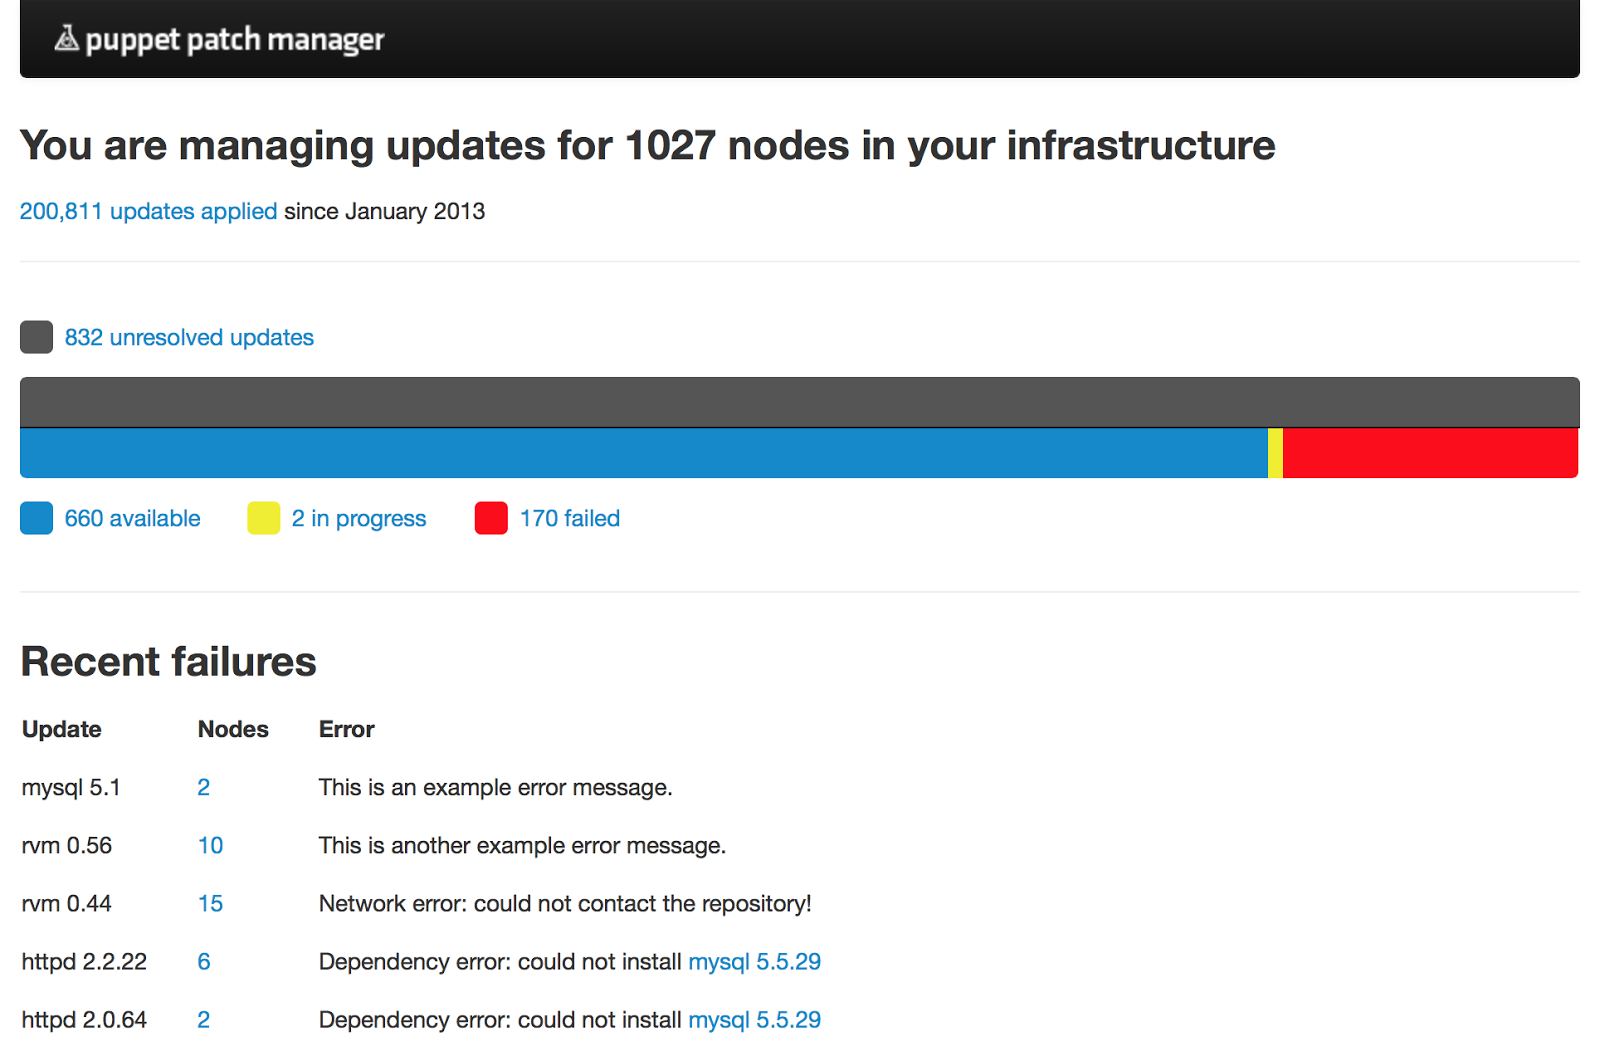 puppet patch manager
You are managing updates for 1027 nodes in your infrastructure
200,811 updates applied since January 2013
832 unresolved updates
660 available 2 in progress 170 failed
Recent failures
Update Nodes Error
mysql 5.1 2 This is an example error message.
rvm 0.56 10 This is another example error message.
rvm 0.44 15 Network error: could not contact the repository!
httpd 2.2.22 6 Dependency error: could not install mysql 5.5.29
httpd 2.0.64 2 Dependency error: could not install mysql 5.5.29